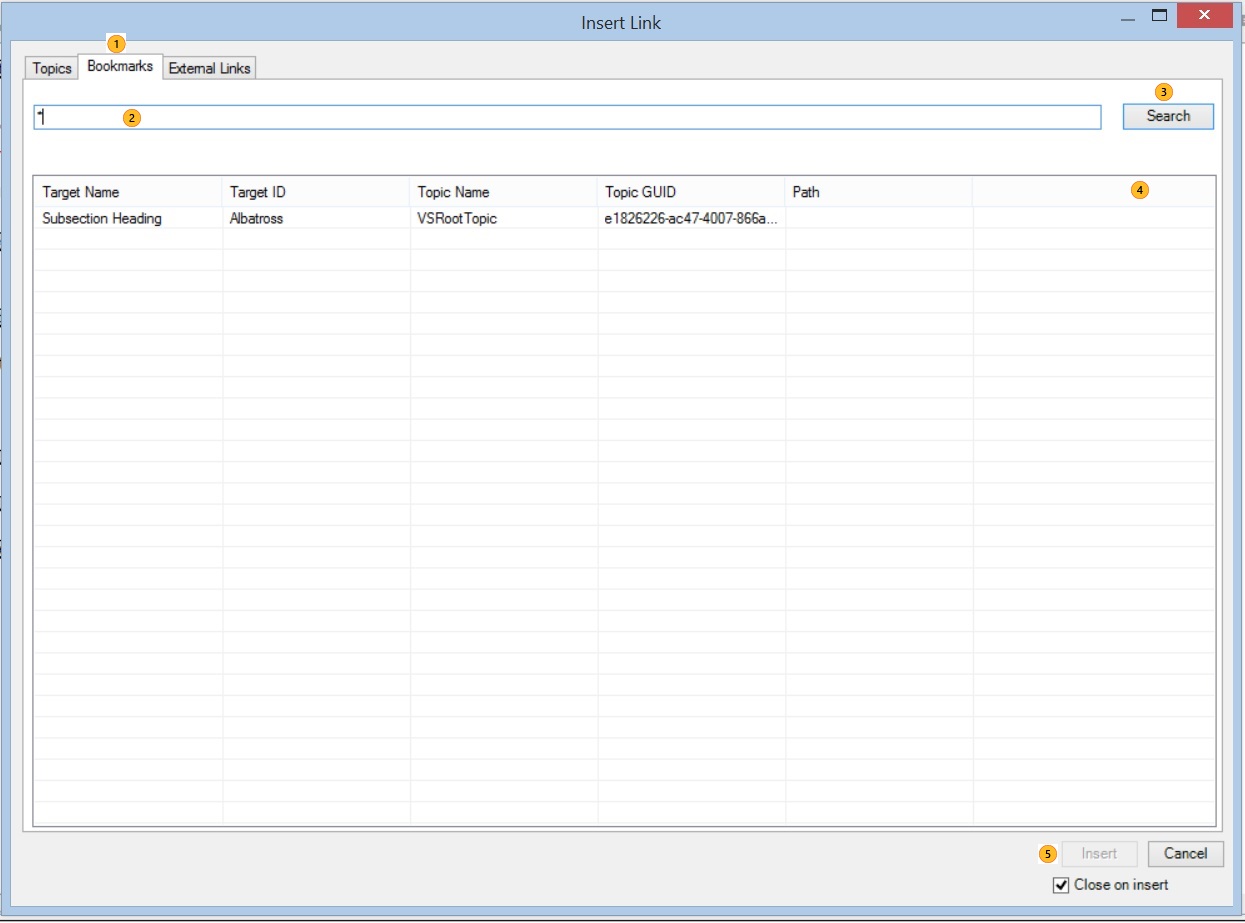 Insert Link
1
Topics Bookmarks External Links
* 2
3
Search
Target Name Target ID Topic Name Topic GUID Path 4
Subsection Heading Albatross VSRootTopic e1826226-ac47-4007-866a...
5 Insert Cancel
Close on insert